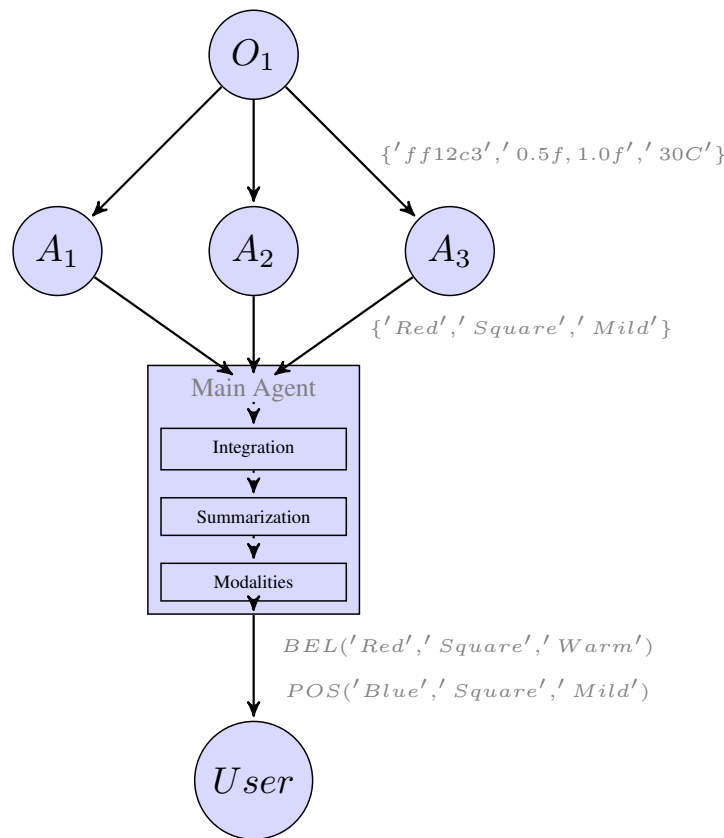 O₁
{'ff12c3',' 0.5f, 1.0f',' 30C'}
A₁ A₂ A₃
{'Red',' Square',' Mild'}
Main Agent
Integration
Summarization
Modalities
BEL('Red',' Square',' Warm')
POS('Blue',' Square',' Mild')
User